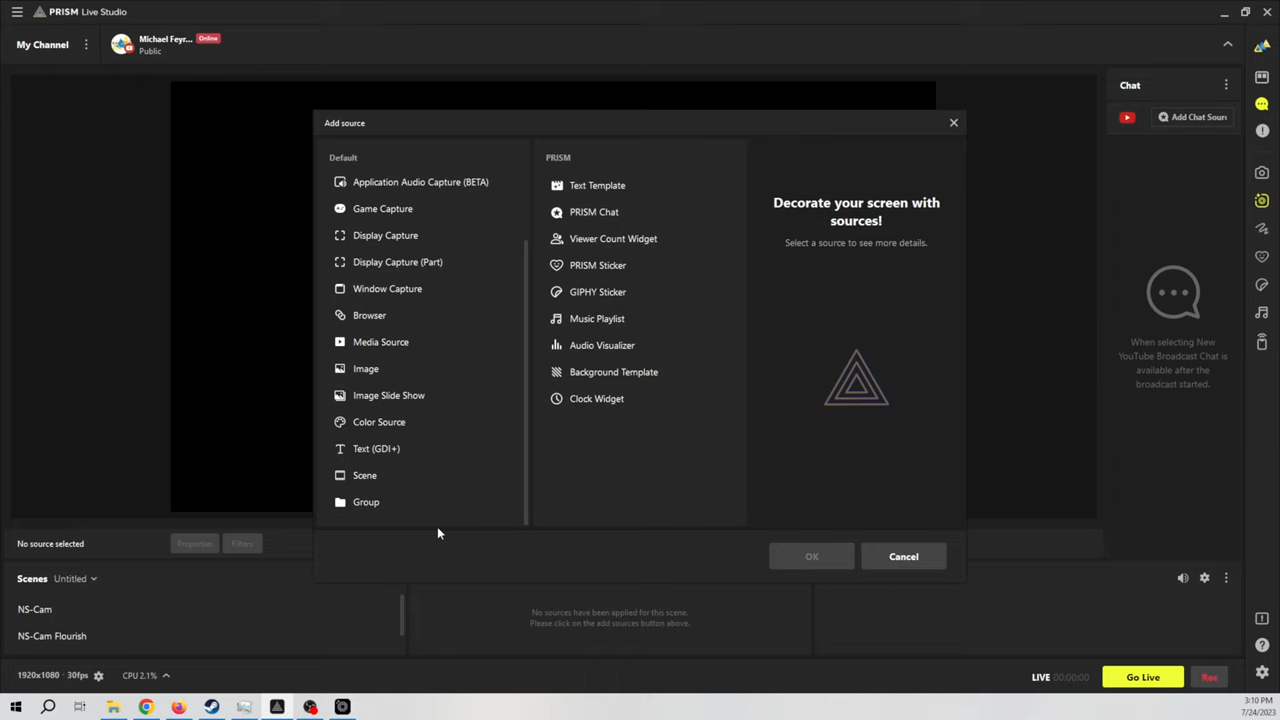 PRISM Live Studio
My Channel
Michael Feyr...
Online
Public
Add source
Default
Application Audio Capture (BETA)
Game Capture
Display Capture
Display Capture (Part)
Window Capture
Browser
Media Source
Image
Image Slide Show
Color Source
Text (GDI+)
Scene
Group
PRISM
Text Template
PRISM Chat
Viewer Count Widget
PRISM Sticker
GIPHY Sticker
Music Playlist
Audio Visualizer
Background Template
Clock Widget
Decorate your screen with
sources!
Select a source to see more details.
OK
Cancel
Chat
Add Chat Sourc
When selecting New
YouTube Broadcast Chat is
available after the
broadcast started.
No source selected
Properties
Filters
Scenes
Untitled
NS-Cam
NS-Cam Flourish
No sources have been applied for this scene.
Please click on the add sources button above.
1920x1080 · 30fps
CPU 2.1%
LIVE 00:00:00
Go Live
Rec
3:10 PM
7/24/2023